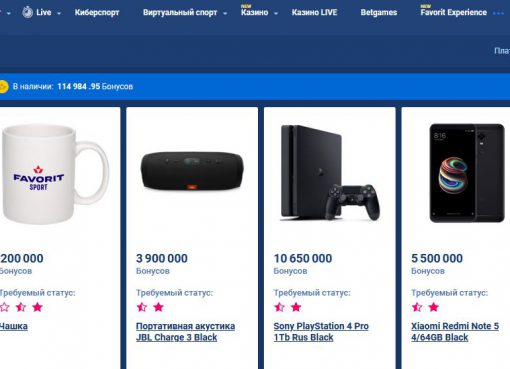 Live Киберспорт Виртуальный спорт NEW Казино Казино LIVE Betgames NEW Favorit Experience
В наличии: 114 984 .95 Бонусов
FAVORIT
SPORT
8:16
200 000
Бонусов
Требуемый статус:
Чашка
3 900 000
Бонусов
Требуемый статус:
Портативная акустика
JBL Charge 3 Black
10 650 000
Бонусов
Требуемый статус:
Sony PlayStation 4 Pro
1Tb Rus Black
5 500 000
Бонусов
Требуемый статус:
Xiaomi Redmi Note 5
4/64GB Black